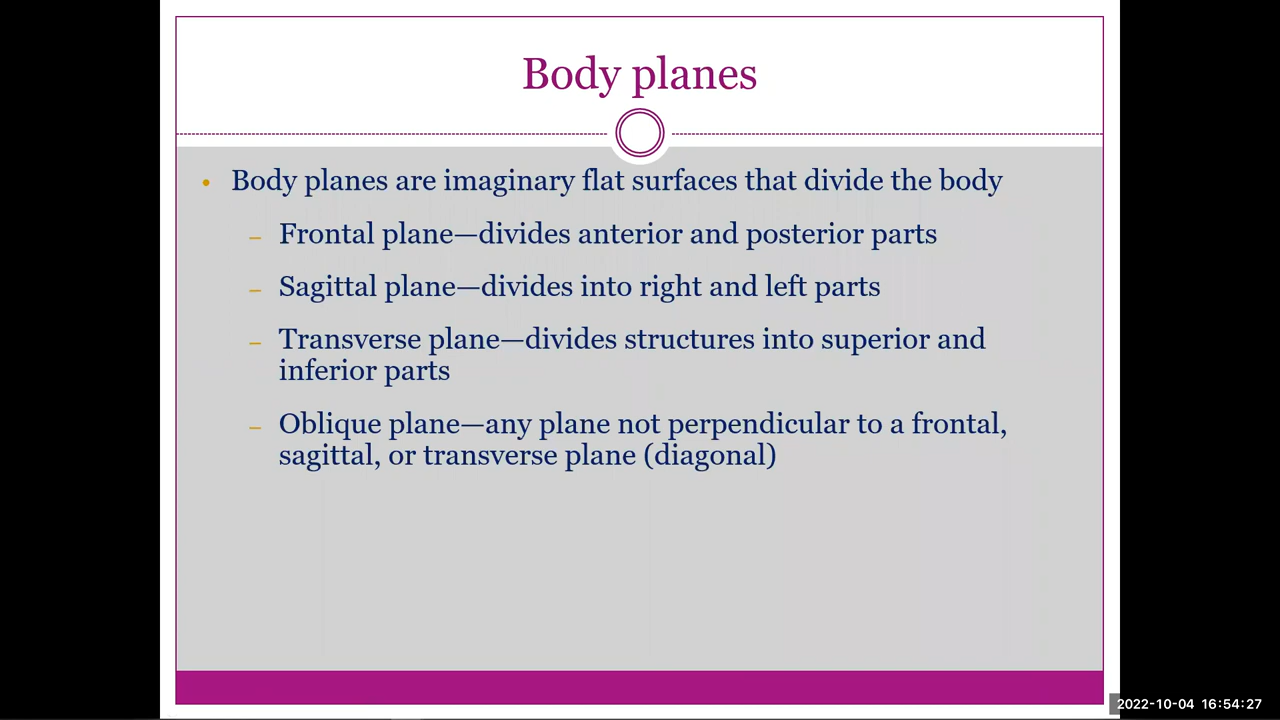 Body planes
• Body planes are imaginary flat surfaces that divide the body
– Frontal plane—divides anterior and posterior parts
– Sagittal plane—divides into right and left parts
– Transverse plane—divides structures into superior and
inferior parts
– Oblique plane—any plane not perpendicular to a frontal,
sagittal, or transverse plane (diagonal)
2022-10-04 16:54:27